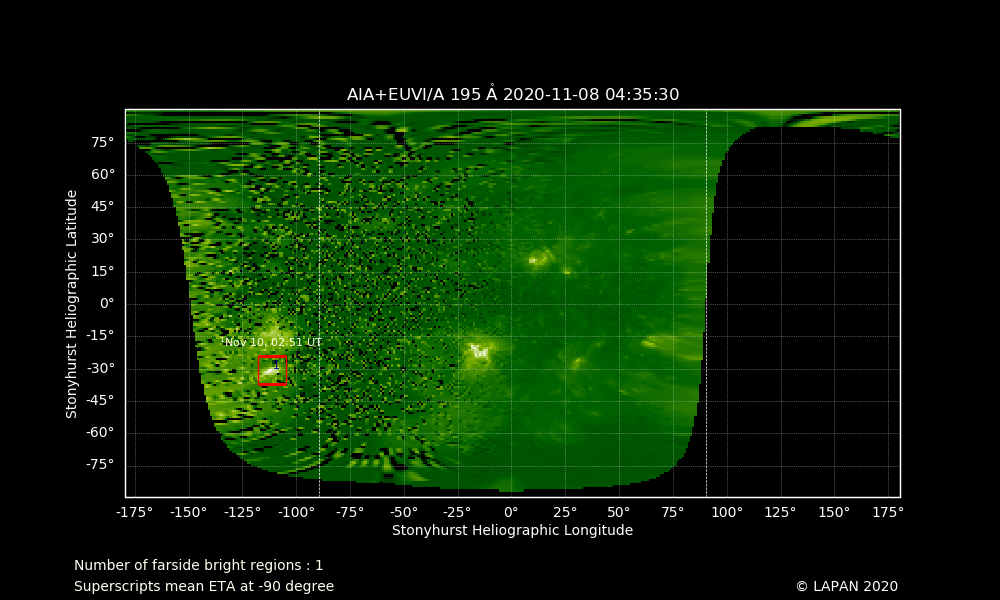 AIA+EUVI/A 195 Å 2020-11-08 04:35:30
Stonyhurst Heliographic Latitude
75°
60°
45°
30°
15°
0°
-15°
-30°
-45°
-60°
-75°
¹Nov 10, 02:51 UT
1
-175° -150° -125° -100° -75° -50° -25° 0° 25° 50° 75° 100° 125° 150° 175°
Stonyhurst Heliographic Longitude
Number of farside bright regions : 1
Superscripts mean ETA at -90 degree
© LAPAN 2020